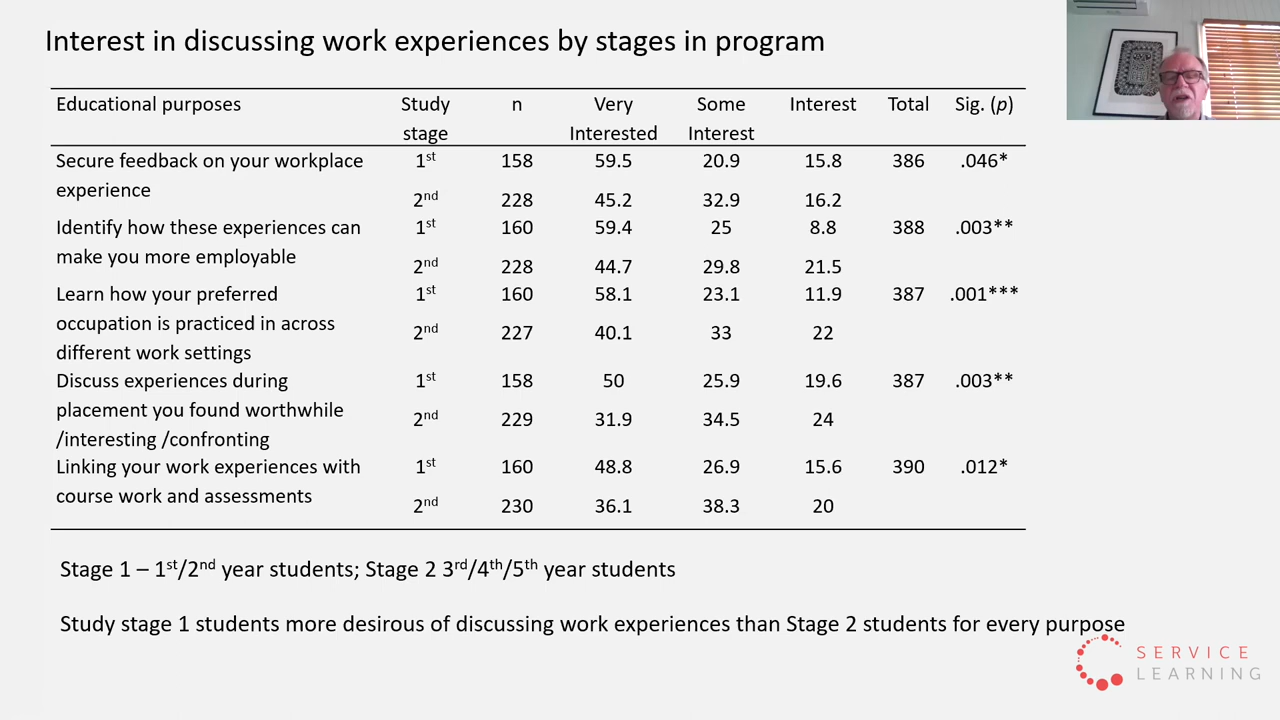 Interest in discussing work experiences by stages in program
Educational purposes Study stage n Very Interested Some Interest Interest Total Sig. (p)
Secure feedback on your workplace experience 1st 158 59.5 20.9 15.8 386 .046*
2nd 228 45.2 32.9 16.2
Identify how these experiences can make you more employable 1st 160 59.4 25 8.8 388 .003**
2nd 228 44.7 29.8 21.5
Learn how your preferred occupation is practiced in across different work settings 1st 160 58.1 23.1 11.9 387 .001***
2nd 227 40.1 33 22
Discuss experiences during placement you found worthwhile /interesting /confronting 1st 158 50 25.9 19.6 387 .003**
2nd 229 31.9 34.5 24
Linking your work experiences with course work and assessments 1st 160 48.8 26.9 15.6 390 .012*
2nd 230 36.1 38.3 20
Stage 1 – 1st/2nd year students; Stage 2 3rd/4th/5th year students
Study stage 1 students more desirous of discussing work experiences than Stage 2 students for every purpose
SERVICE
LEARNING